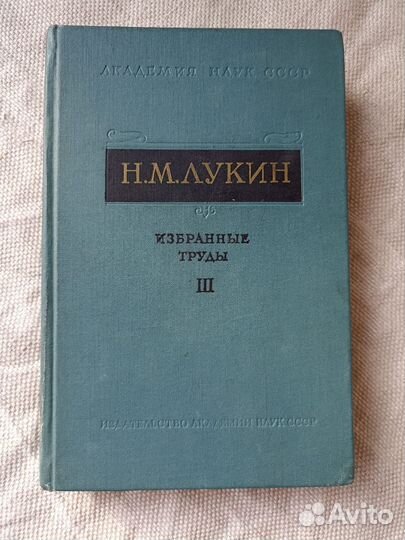 АКАДЕМИЯ НАУК СССР
Н.М.ЛУКИН
ИЗБРАННЫЕ
ТРУДЫ
III
ИЗДАТЕЛЬСТВО АКАДЕМИИ НАУК СССР
Avito